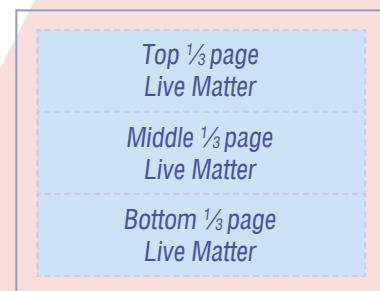 Top ⅓ page
Live Matter
Middle ⅓ page
Live Matter
Bottom ⅓ page
Live Matter